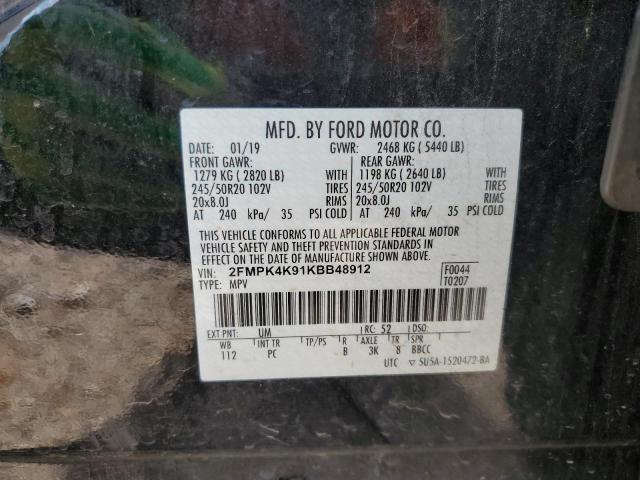 MFD. BY FORD MOTOR CO.
DATE: 01/19 GVWR: 2468 KG ( 5440 LB)
FRONT GAWR: REAR GAWR:
1279 KG ( 2820 LB) WITH 1198 KG ( 2640 LB) WITH
245/50R20 102V TIRES 245/50R20 102V TIRES
20x8.0J RIMS 20x8.0J RIMS
AT 240 kPa/ 35 PSI COLD AT 240 kPa/ 35 PSI COLD
THIS VEHICLE CONFORMS TO ALL APPLICABLE FEDERAL MOTOR
VEHICLE SAFETY AND THEFT PREVENTION STANDARDS IN
EFFECT ON THE DATE OF MANUFACTURE SHOWN ABOVE.
VIN: 2FMPK4K91KBB48912 F0044
TYPE: MPV T0207
EXT PNT: UM RC: 52 DSO:
WB INT TR TP/PS R AXLE TR SPR
112 PC B 3K 8 BBCC
UTC ▽ SU5A-1520472-BA